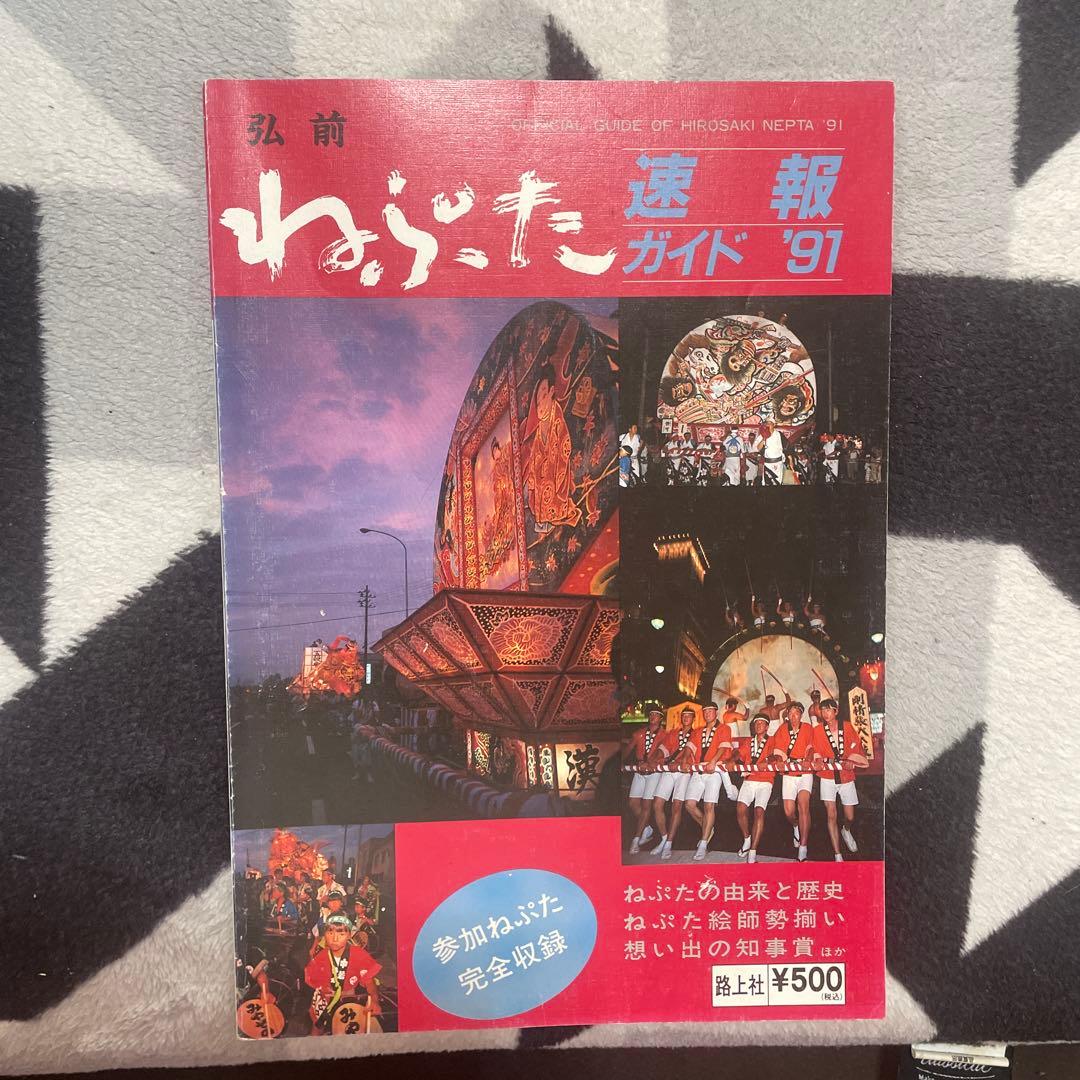 弘前
OFFICIAL GUIDE OF HIROSAKI NEPTA '91
ねぷた
速報
ガイド '91
漢
参加ねぷた
完全収録
ねぷたの由来と歴史
ねぷた絵師勢揃い
想い出の知事賞 ほか
路上社 ¥500
(税込)
classical